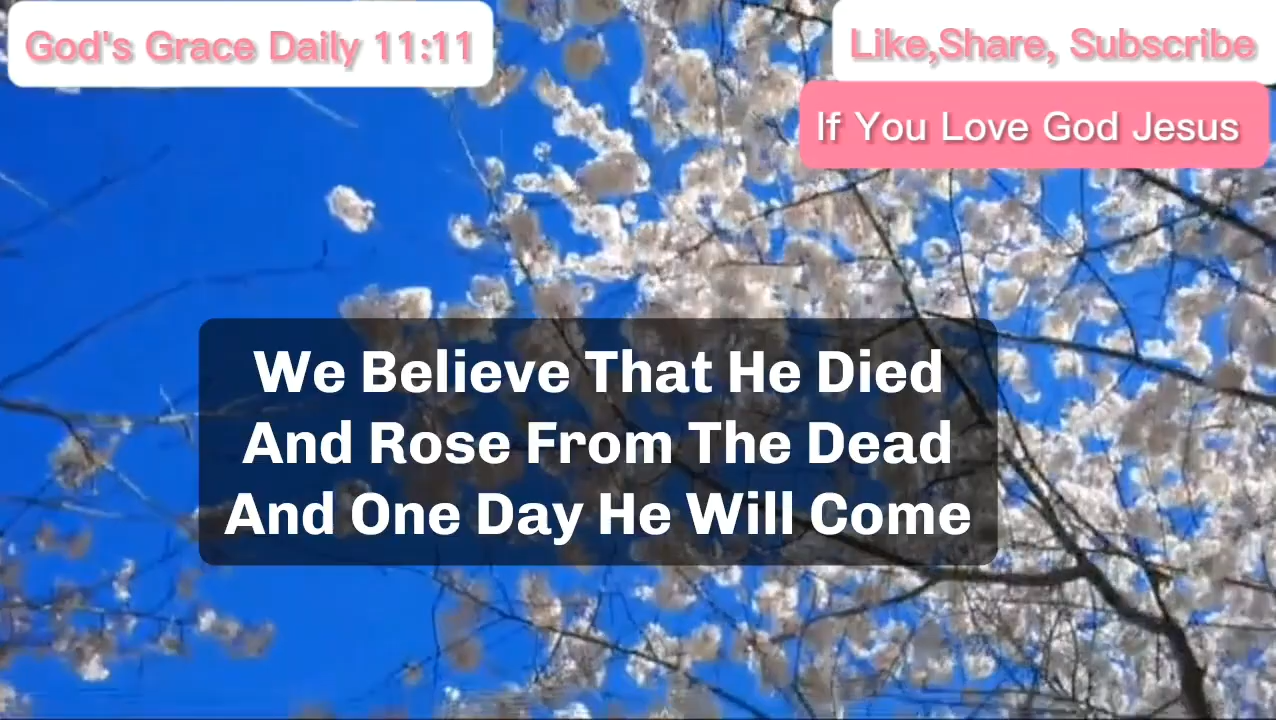 God's Grace Daily 11:11
Like,Share, Subscribe
If You Love God Jesus
We Believe That He Died
And Rose From The Dead
And One Day He Will Come